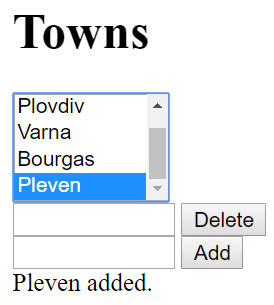 Towns
Plovdiv
Varna
Bourgas
Pleven
Delete
Add
Pleven added.